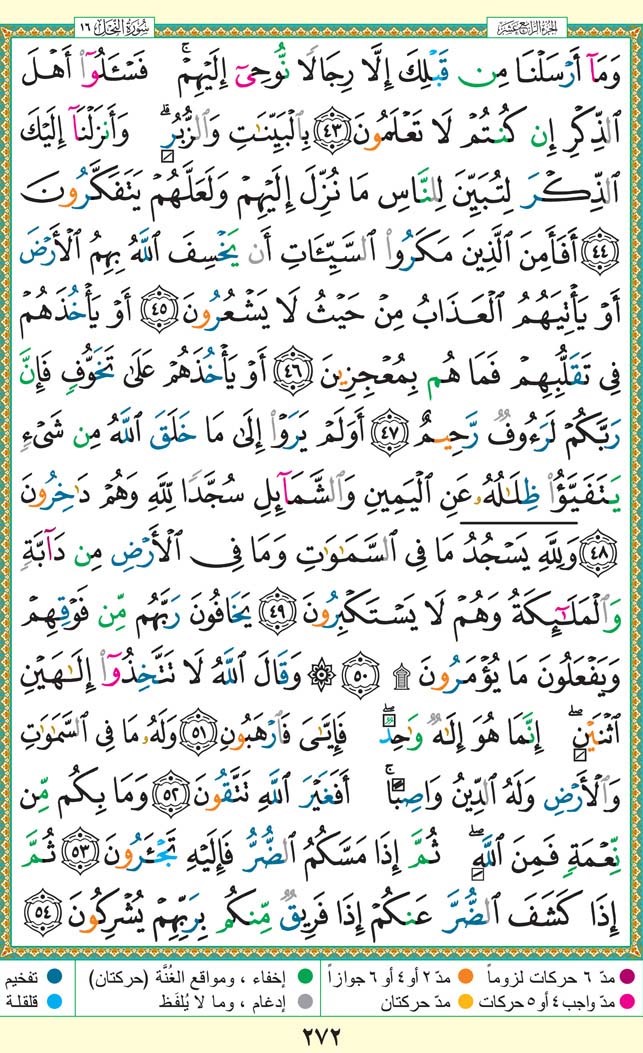 الجزء الرابع عشر
سورة النحل ١٦
وَمَآ أَرْسَلْنَا مِن قَبْلِكَ إِلَّا رِجَالًا نُّوحِىٓ إِلَيْهِمْ ۚ فَسْـَٔلُوٓا۟ أَهْلَ
ٱلذِّكْرِ إِن كُنتُمْ لَا تَعْلَمُونَ ﴿٤٣﴾ بِٱلْبَيِّنَـٰتِ وَٱلزُّبُرِ ۗ وَأَنزَلْنَآ إِلَيْكَ
ٱلذِّكْرَ لِتُبَيِّنَ لِلنَّاسِ مَا نُزِّلَ إِلَيْهِمْ وَلَعَلَّهُمْ يَتَفَكَّرُونَ
﴿٤٤﴾ أَفَأَمِنَ ٱلَّذِينَ مَكَرُوا۟ ٱلسَّيِّـَٔاتِ أَن يَخْسِفَ ٱللَّهُ بِهِمُ ٱلْأَرْضَ
أَوْ يَأْتِيَهُمُ ٱلْعَذَابُ مِنْ حَيْثُ لَا يَشْعُرُونَ ﴿٤٥﴾ أَوْ يَأْخُذَهُمْ
فِى تَقَلُّبِهِمْ فَمَا هُم بِمُعْجِزِينَ ﴿٤٦﴾ أَوْ يَأْخُذَهُمْ عَلَىٰ تَخَوُّفٍ فَإِنَّ
رَبَّكُمْ لَرَءُوفٌ رَّحِيمٌ ﴿٤٧﴾ أَوَلَمْ يَرَوْا۟ إِلَىٰ مَا خَلَقَ ٱللَّهُ مِن شَىْءٍ
يَتَفَيَّؤُا۟ ظِلَـٰلُهُۥ عَنِ ٱلْيَمِينِ وَٱلشَّمَآئِلِ سُجَّدًا لِّلَّهِ وَهُمْ دَٰخِرُونَ
﴿٤٨﴾ وَلِلَّهِ يَسْجُدُ مَا فِى ٱلسَّمَـٰوَٰتِ وَمَا فِى ٱلْأَرْضِ مِن دَآبَّةٍ
وَٱلْمَلَـٰٓئِكَةُ وَهُمْ لَا يَسْتَكْبِرُونَ ﴿٤٩﴾ يَخَافُونَ رَبَّهُم مِّن فَوْقِهِمْ
وَيَفْعَلُونَ مَا يُؤْمَرُونَ ۩ ﴿٥٠﴾ ۞ وَقَالَ ٱللَّهُ لَا تَتَّخِذُوٓا۟ إِلَـٰهَيْنِ
ٱثْنَيْنِ ۖ إِنَّمَا هُوَ إِلَـٰهٌ وَٰحِدٌ ۖ فَإِيَّـٰىَ فَٱرْهَبُونِ ﴿٥١﴾ وَلَهُۥ مَا فِى ٱلسَّمَـٰوَٰتِ
وَٱلْأَرْضِ وَلَهُ ٱلدِّينُ وَاصِبًا ۚ أَفَغَيْرَ ٱللَّهِ تَتَّقُونَ ﴿٥٢﴾ وَمَا بِكُم مِّن
نِّعْمَةٍ فَمِنَ ٱللَّهِ ۖ ثُمَّ إِذَا مَسَّكُمُ ٱلضُّرُّ فَإِلَيْهِ تَجْـَٔرُونَ ﴿٥٣﴾ ثُمَّ
إِذَا كَشَفَ ٱلضُّرَّ عَنكُمْ إِذَا فَرِيقٌ مِّنكُم بِرَبِّهِمْ يُشْرِكُونَ ﴿٥٤﴾
مدّ ٦ حركات لزوماً
مدّ ٢ أو ٤ أو ٦ جوازاً
إخفاء ، ومواقع الغُنَّة (حركتان)
تفخيم
مدّ واجب ٤ أو ٥ حركات
مدّ حركتان
إدغام ، وما لا يُلفَظ
قلقلة
٢٧٢